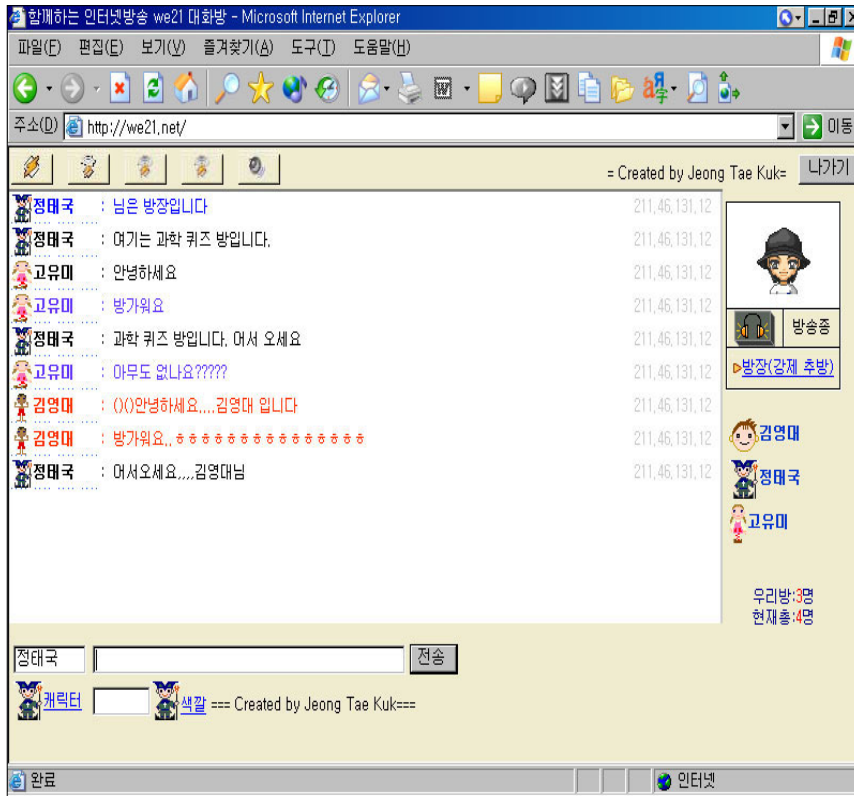 함께하는 인터넷방송 we21 대화방 - Microsoft Internet Explorer
파일(F) 편집(E) 보기(V) 즐겨찾기(A) 도구(T) 도움말(H)
주소(D) http://we21.net/ 이동
= Created by Jeong Tae Kuk= 나가기
정태국 : 님은 방장입니다 211.46.131.12
정태국 : 여기는 과학 퀴즈 방입니다. 211.46.131.12
고유미 : 안녕하세요 211.46.131.12
고유미 : 방가워요 211.46.131.12
정태국 : 과학 퀴즈 방입니다. 어서 오세요 211.46.131.12
고유미 : 아무도 없나요????? 211.46.131.12
김영대 : ()()안녕하세요....김영대 입니다 211.46.131.12
김영대 : 방가워요..ㅎㅎㅎㅎㅎㅎㅎㅎㅎㅎㅎㅎㅎㅎㅎ 211.46.131.12
정태국 : 어서오세요,,,,김영대님 211.46.131.12
방송종
방장(강제 추방)
김영대
정태국
고유미
우리방:3명
현재총:4명
정태국 전송
캐릭터 색깔 === Created by Jeong Tae Kuk===
완료 인터넷